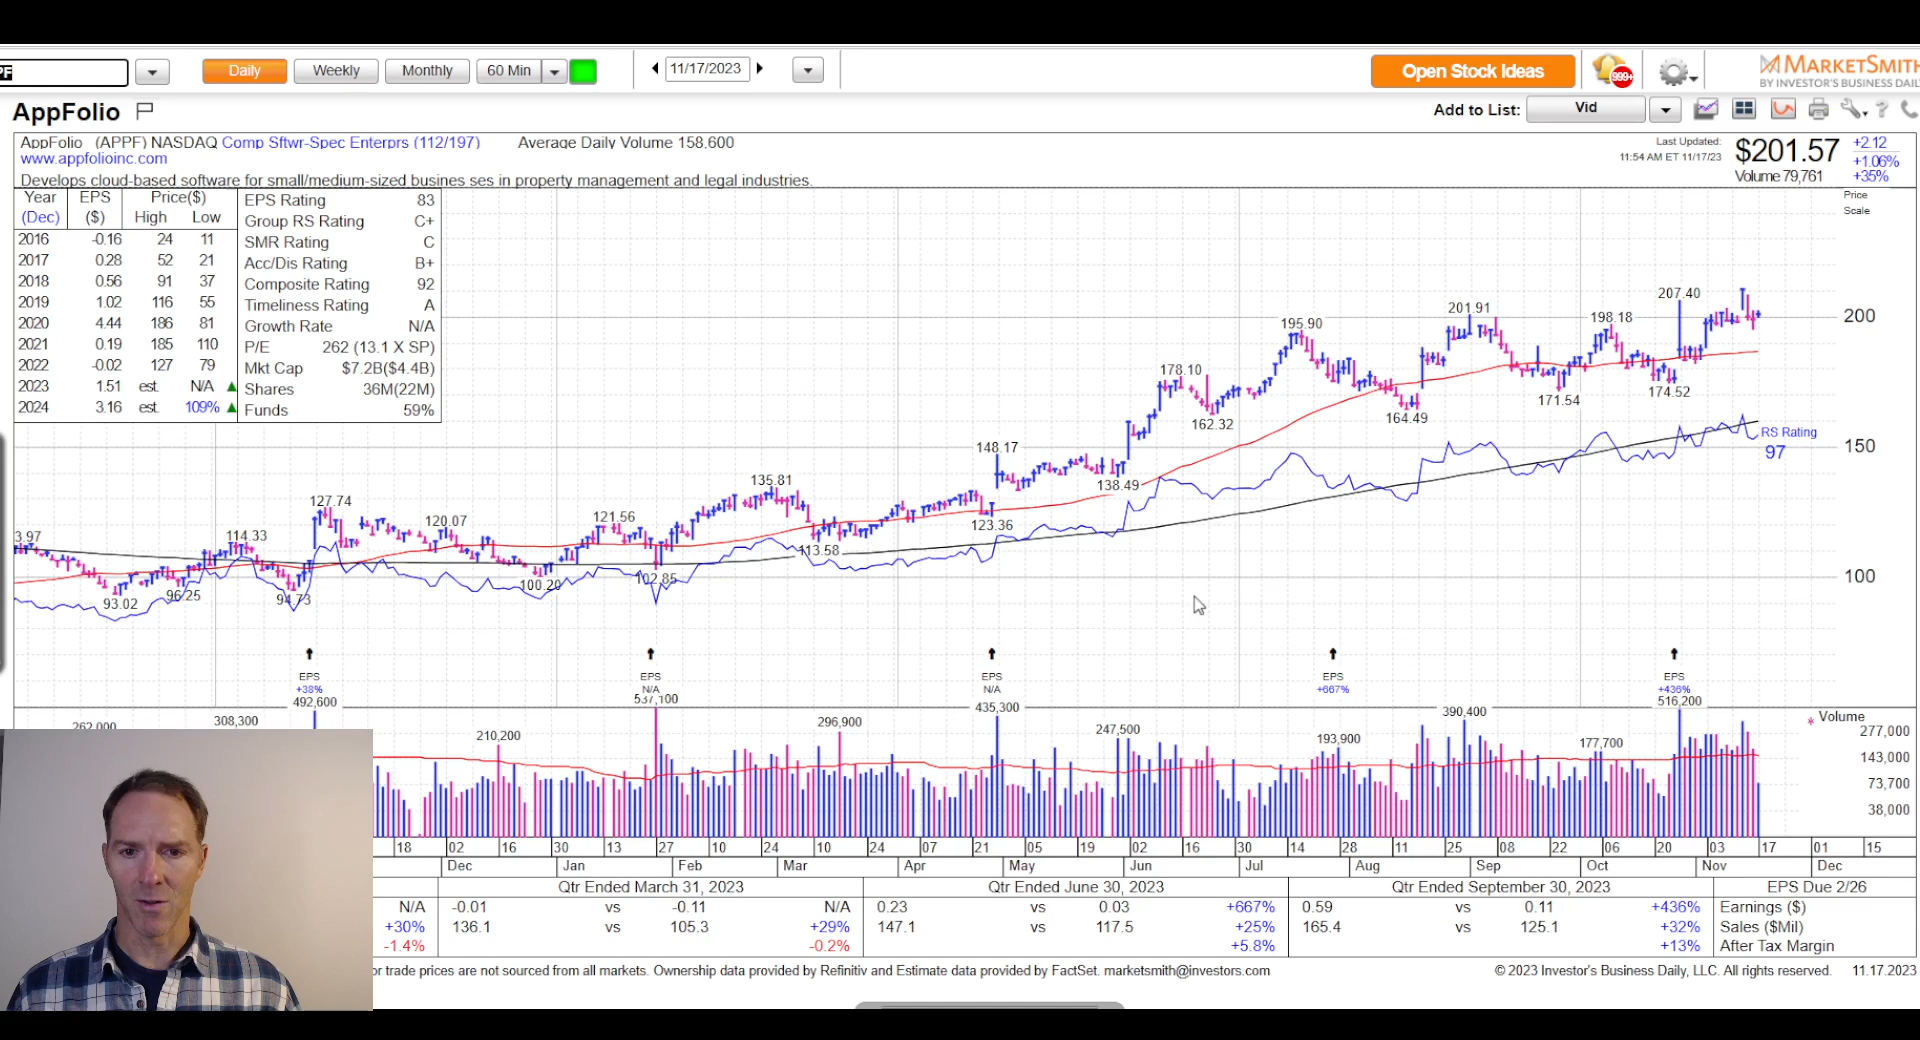 PF
Daily Weekly Monthly 60 Min 11/17/2023 Open Stock Ideas 999+ MARKETSMITH
BY INVESTOR'S BUSINESS DAIL
AppFolio Add to List: Vid
AppFolio (APPF) NASDAQ Comp Sftwr-Spec Enterprs (112/197) Average Daily Volume 158,600
www.appfolioinc.com
Develops cloud-based software for small/medium-sized busines ses in property management and legal industries.
Last Updated:
11:54 AM ET 11/17/23
$201.57
Volume 79,761
+2.12
+1.06%
+35%
Year EPS Price($)
(Dec) ($) High Low
2016 -0.16 24 11
2017 0.28 52 21
2018 0.56 91 37
2019 1.02 116 55
2020 4.44 186 81
2021 0.19 185 110
2022 -0.02 127 79
2023 1.51 est. N/A
2024 3.16 est. 109%
EPS Rating 83
Group RS Rating C+
SMR Rating C
Acc/Dis Rating B+
Composite Rating 92
Timeliness Rating A
Growth Rate N/A
P/E 262 (13.1 X SP)
Mkt Cap $7.2B($4.4B)
Shares 36M(22M)
Funds 59%
Price
Scale
200
150
100
RS Rating
97
3.97
93.02
96.25
114.33
94.73
127.74
120.07
100.20
121.56
102.85
135.81
113.58
148.17
123.36
138.49
178.10
162.32
195.90
164.49
201.91
171.54
198.18
174.52
207.40
EPS EPS EPS EPS EPS
+38% N/A N/A +667% +436%
262,000 308,300 492,600 210,200 537,100 296,900 435,300 247,500 193,900 390,400 177,700 516,200
Volume
277,000
143,000
73,700
38,000
18 02 16 30 13 27 10 24 10 24 07 21 05 19 02 16 30 14 28 11 25 08 22 06 20 03 17 01 15
Dec Jan Feb Mar Apr May Jun Jul Aug Sep Oct Nov Dec
Qtr Ended March 31, 2023 Qtr Ended June 30, 2023 Qtr Ended September 30, 2023 EPS Due 2/26
N/A -0.01 vs -0.11 N/A 0.23 vs 0.03 +667% 0.59 vs 0.11 +436% Earnings ($)
+30% 136.1 vs 105.3 +29% 147.1 vs 117.5 +25% 165.4 vs 125.1 +32% Sales ($Mil)
-1.4% -0.2% +5.8% +13% After Tax Margin
or trade prices are not sourced from all markets. Ownership data provided by Refinitiv and Estimate data provided by FactSet. marketsmith@investors.com © 2023 Investor's Business Daily, LLC. All rights reserved. 11.17.2023